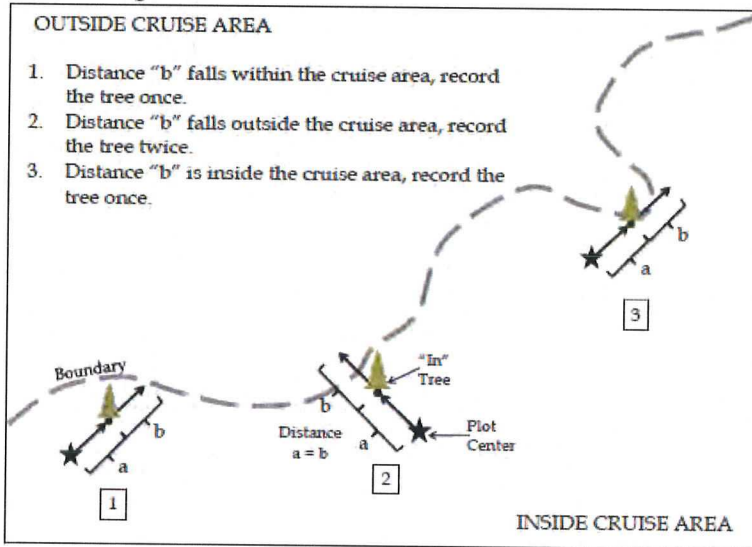 OUTSIDE CRUISE AREA
1. Distance "b" falls within the cruise area, record
the tree once.
2. Distance "b" falls outside the cruise area, record
the tree twice.
3. Distance "b" is inside the cruise area, record the
tree once.
b
a
3
Boundary
b
a
1
"In"
Tree
b
Distance
a = b
a
Plot
Center
2
INSIDE CRUISE AREA